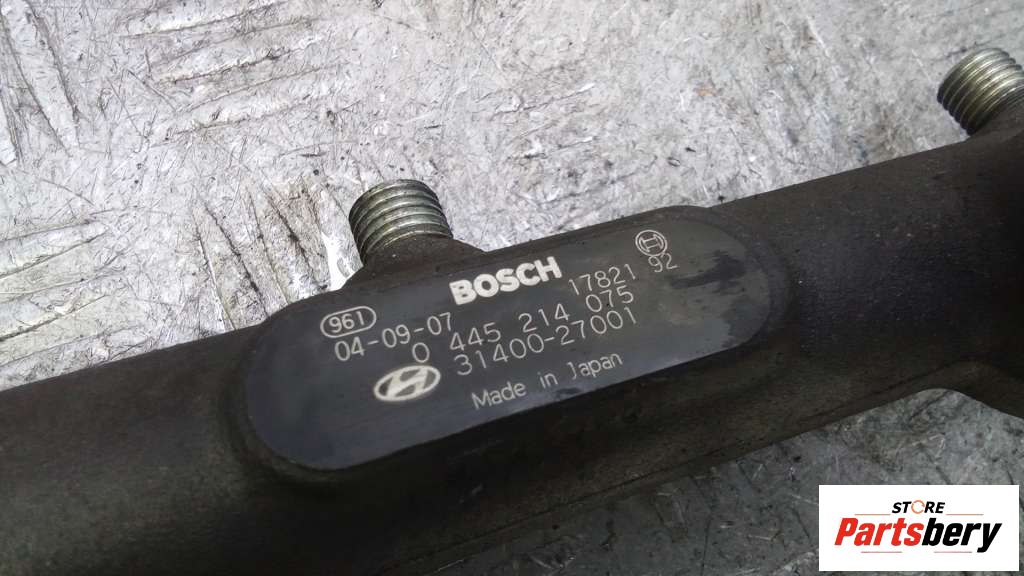 BOSCH
961
17821
92
04-09-07
0 445 214 075
31400-27001
Made in Japan
STORE
Partsbery